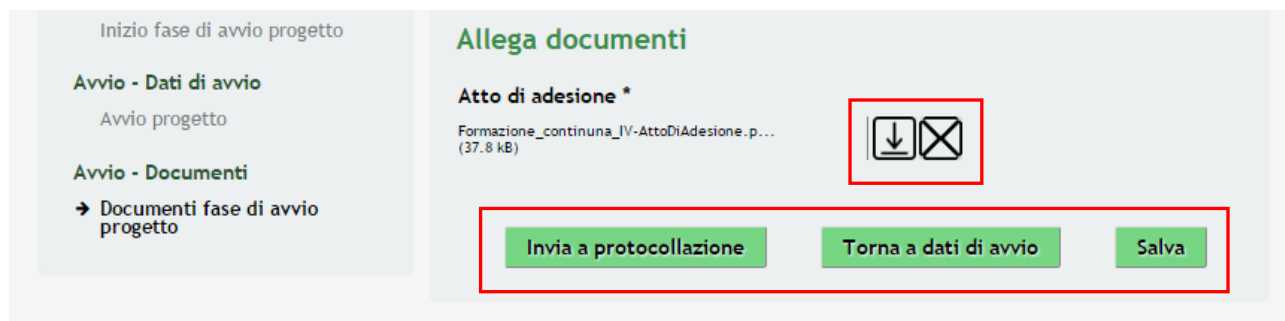 Inizio fase di avvio progetto
Avvio - Dati di avvio
Avvio progetto
Avvio - Documenti
➔ Documenti fase di avvio
progetto
Allega documenti
Atto di adesione *
Formazione_continuna_IV-AttoDiAdesione.p...
(37.8 kB)
Invia a protocollazione Torna a dati di avvio Salva